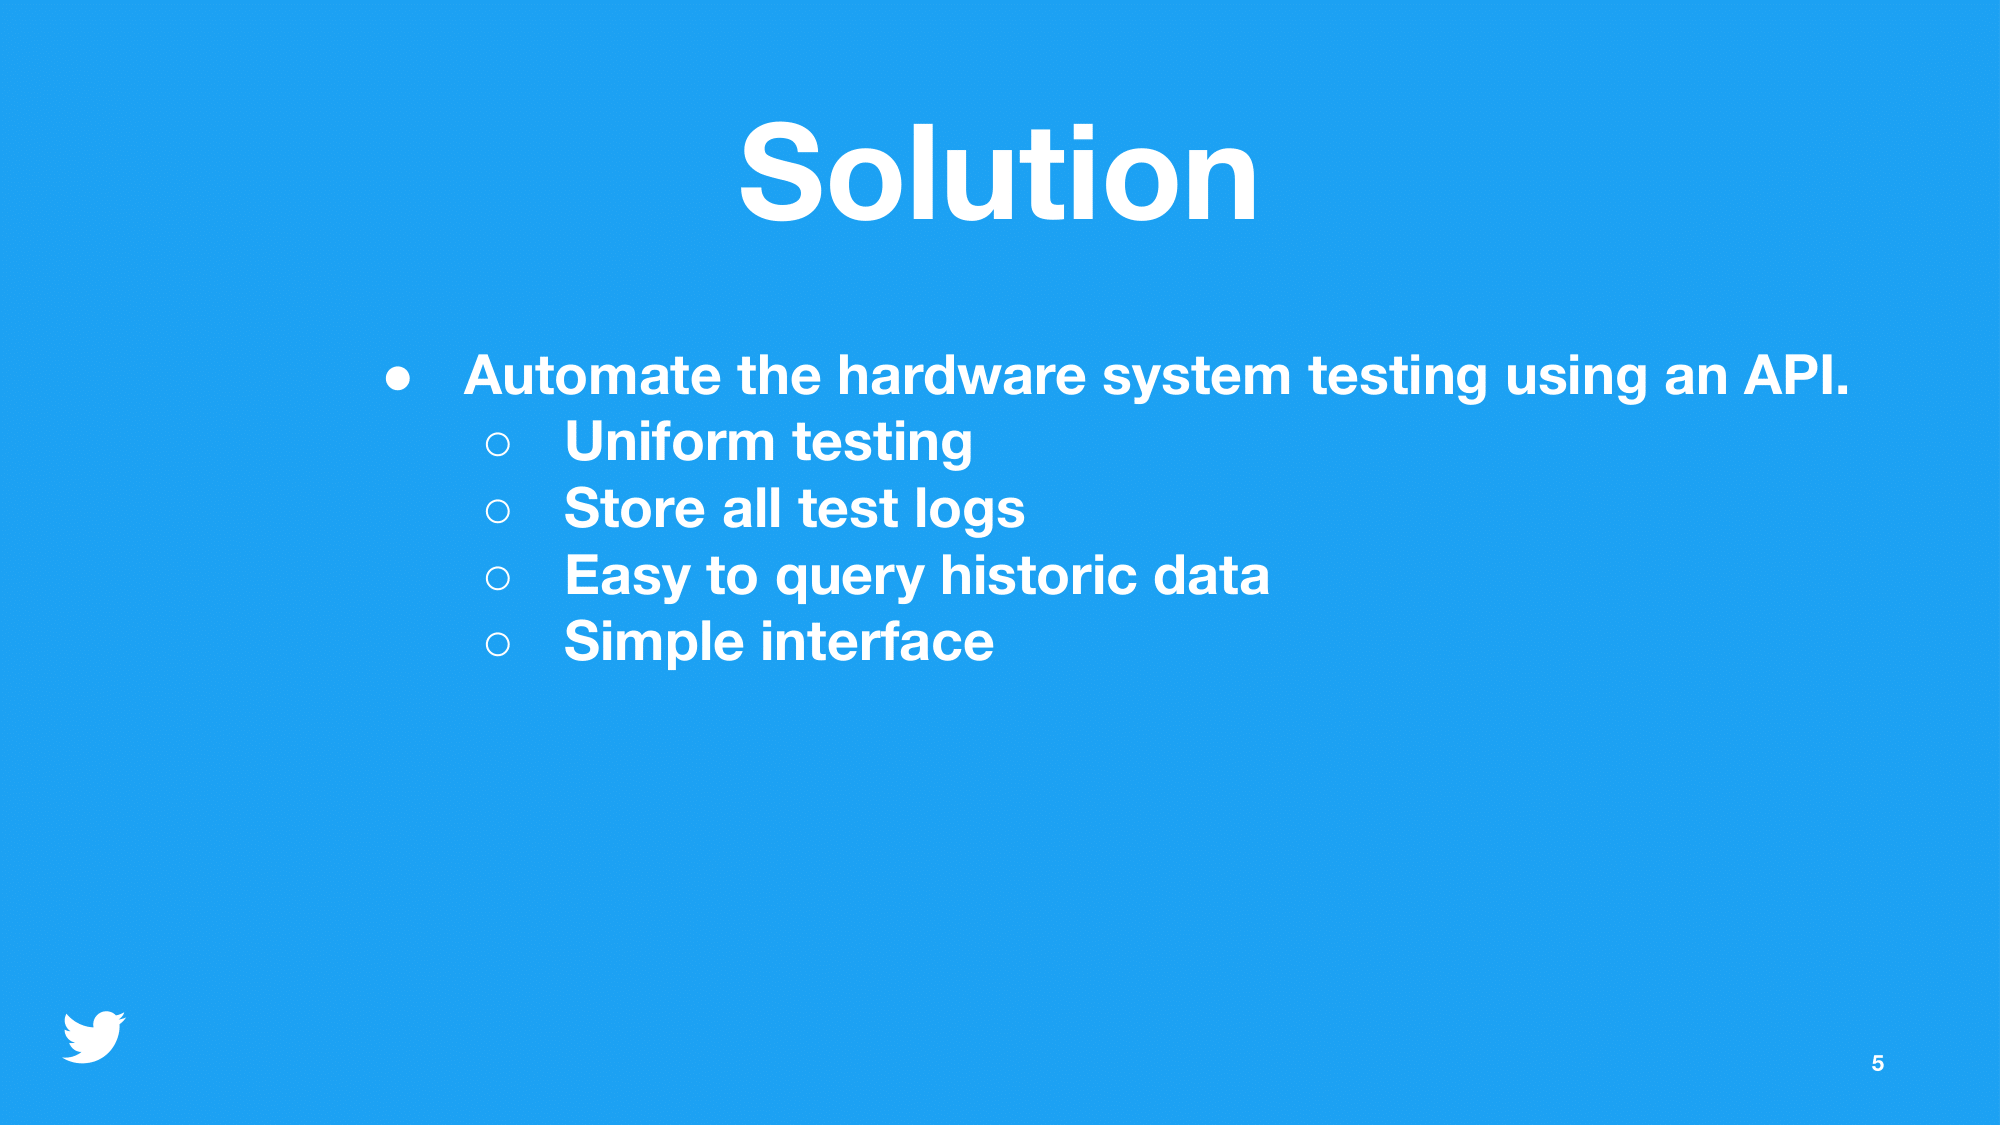 Solution
● Automate the hardware system testing using an API.
○ Uniform testing
○ Store all test logs
○ Easy to query historic data
○ Simple interface
5